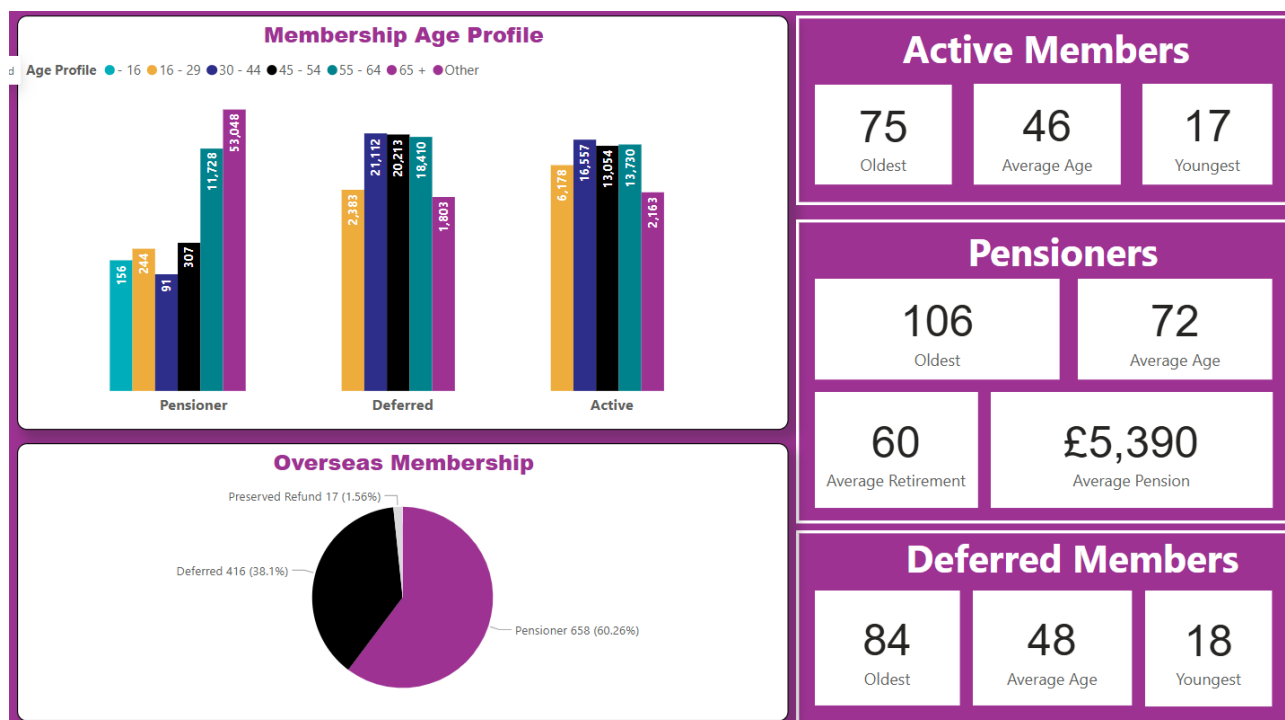 Membership Age Profile
d
Age Profile - 16 16 - 29 30 - 44 45 - 54 55 - 64 65 + Other
156
244
91
307
11,728
53,048
2,383
21,112
20,213
18,410
1,803
6,178
16,557
13,054
13,730
2,163
Pensioner
Deferred
Active
Overseas Membership
Preserved Refund 17 (1.56%)
Deferred 416 (38.1%)
Pensioner 658 (60.26%)
Active Members
75
Oldest
46
Average Age
17
Youngest
Pensioners
106
Oldest
72
Average Age
60
Average Retirement
£5,390
Average Pension
Deferred Members
84
Oldest
48
Average Age
18
Youngest